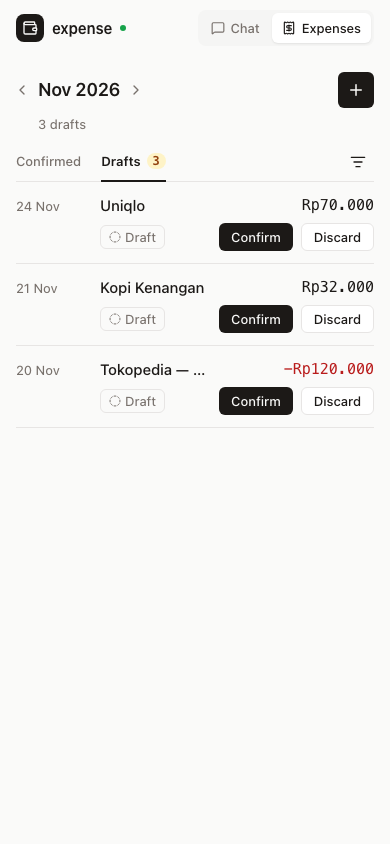 expense
Chat
Expenses
Nov 2026
3 drafts
Confirmed
Drafts 3
24 Nov
Uniqlo
Rp70.000
Draft
Confirm
Discard
21 Nov
Kopi Kenangan
Rp32.000
Draft
Confirm
Discard
20 Nov
Tokopedia — ...
−Rp120.000
Draft
Confirm
Discard